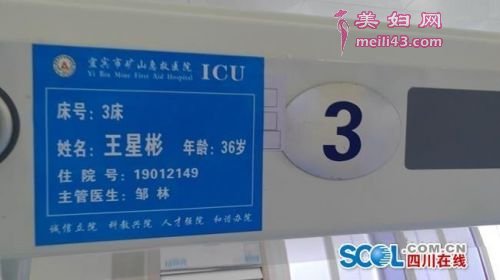 美妇网
meili43.com
宜宾市矿山急救医院 ICU
Yi Bin Mine First Aid Hospital
床号: 3床
姓名: 王星彬 年龄: 36岁
住院号: 19012149
主管医生: 邹林
诚信立院 科教兴院 人才强院 和谐办院
3
SCOL.COM.CN
四川在线